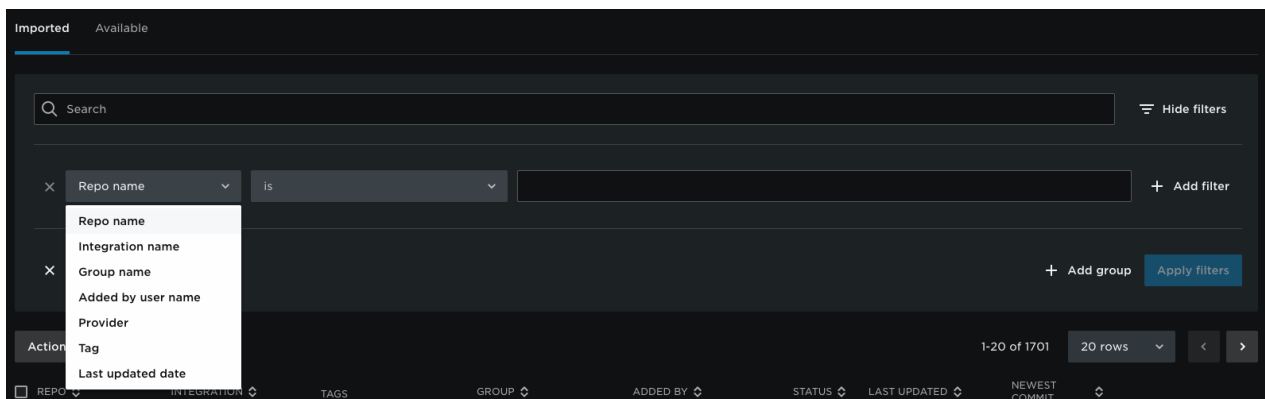 Imported Available
Search Hide filters
Repo name is Add filter
Repo name
Integration name
Group name
Added by user name
Add group Apply filters
Provider
Tag
Last updated date
Action 1-20 of 1701 20 rows
REPO INTEGRATION TAGS GROUP ADDED BY STATUS LAST UPDATED NEWEST COMMIT